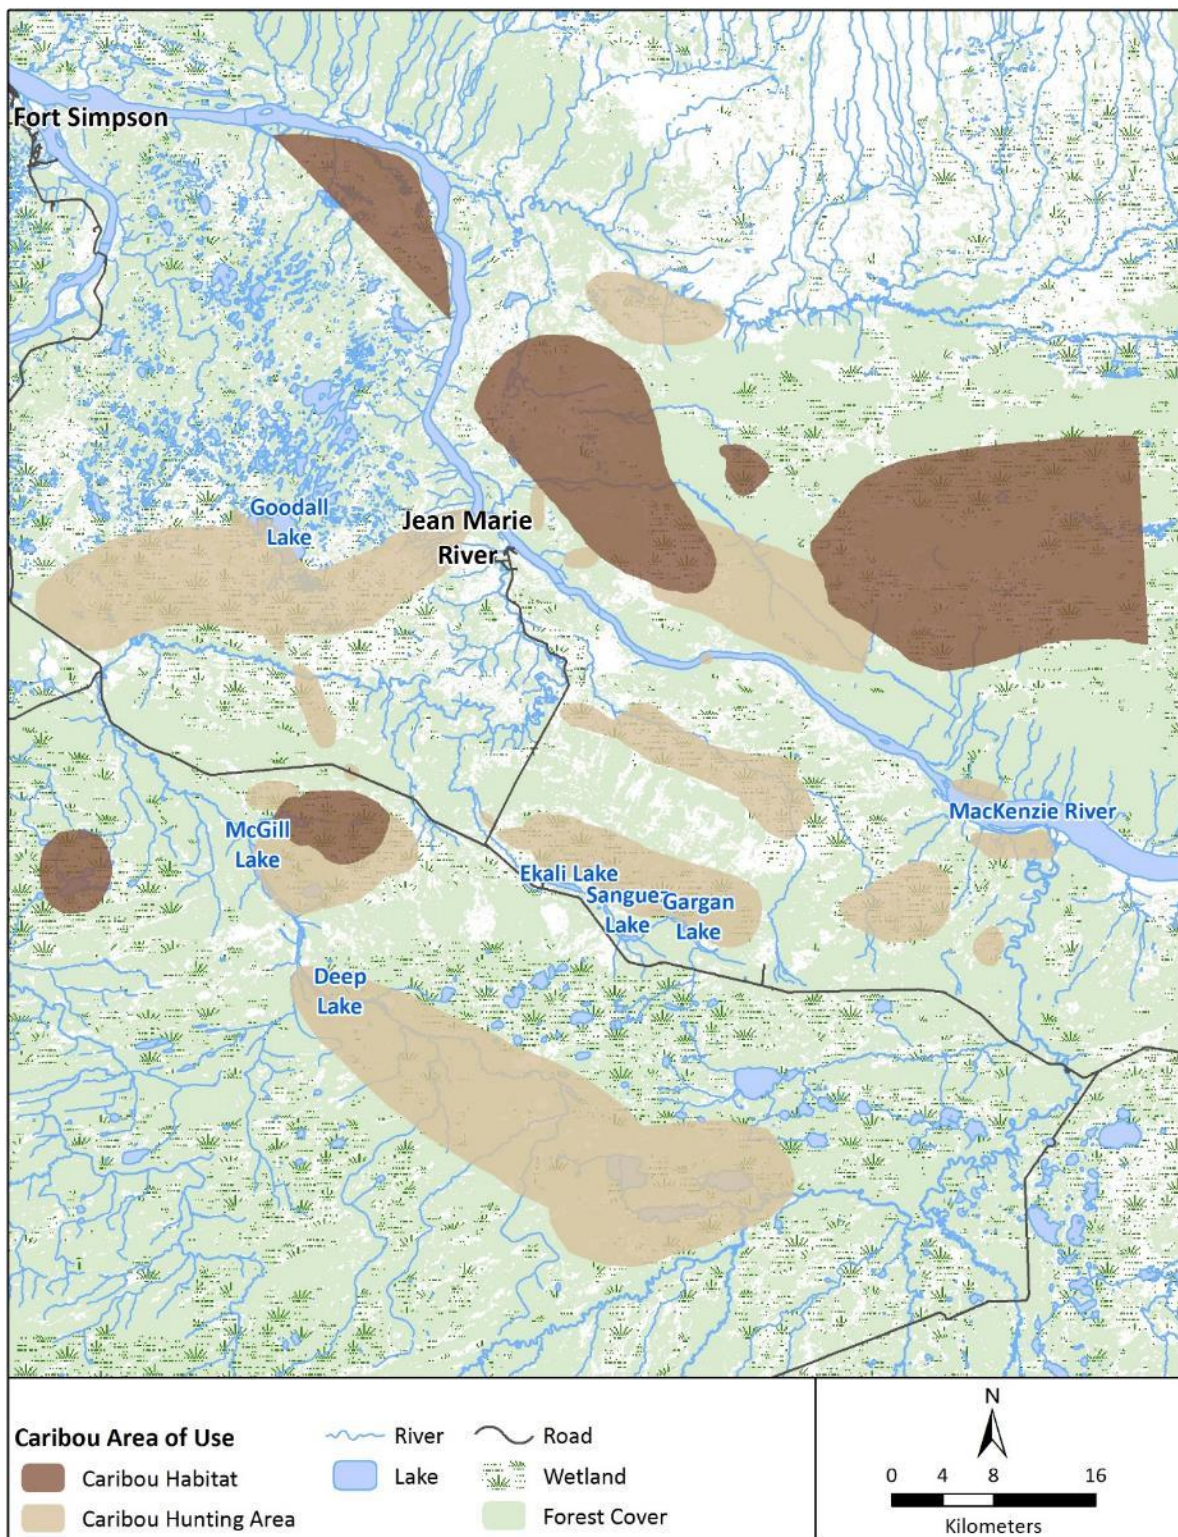 Fort Simpson
Goodall
Lake
Jean Marie
River
MacKenzie River
McGill
Lake
Ekali Lake
Sangue
Lake
Gargan
Lake
Deep
Lake
Caribou Area of Use
Caribou Habitat
Caribou Hunting Area
River
Lake
Road
Wetland
Forest Cover
N
0 4 8 16
Kilometers